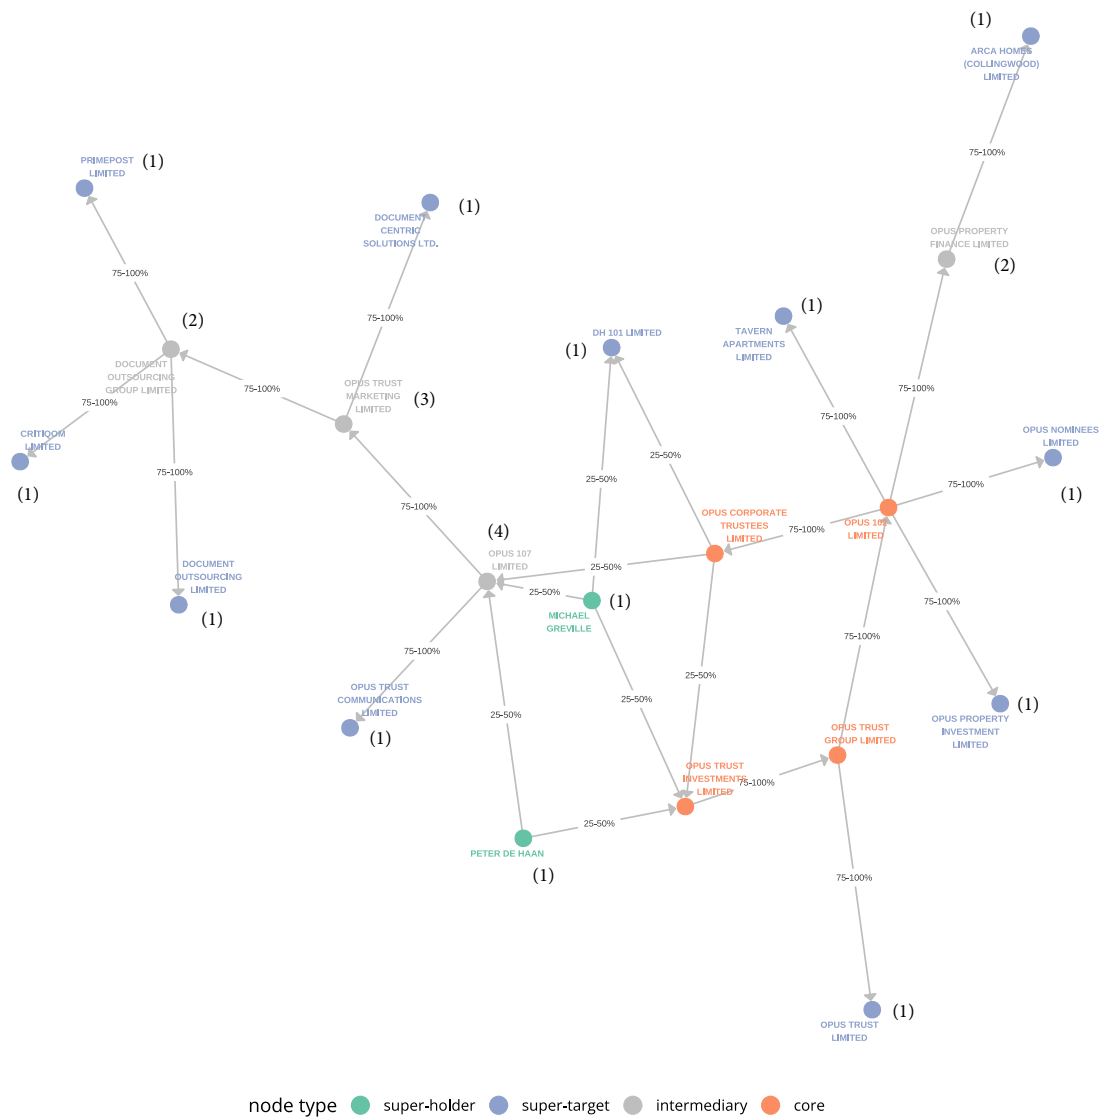 (1)
ARCA HOMES
(COLLINGWOOD)
LIMITED
75-100%
PRIMEPOST
LIMITED
(1)
DOCUMENT
CENTRIC
SOLUTIONS LTD.
(1)
OPUS PROPERTY
FINANCE LIMITED
(2)
75-100%
(2)
75-100%
DH 101 LIMITED
(1)
TAVERN
APARTMENTS
LIMITED
(1)
DOCUMENT
OUTSOURCING
GROUP LIMITED
75-100%
75-100%
OPUS TRUST
MARKETING
LIMITED
(3)
75-100%
75-100%
75-100%
CRITIQOM
LIMITED
(1)
75-100%
25-50%
25-50%
OPUS NOMINEES
LIMITED
75-100%
(1)
75-100%
OPUS CORPORATE
TRUSTEES
LIMITED
75-100%
OPUS 102
LIMITED
(4)
OPUS 107
LIMITED
25-50%
25-50%
DOCUMENT
OUTSOURCING
LIMITED
(1)
MICHAEL
GREVILLE
(1)
75-100%
75-100%
75-100%
OPUS TRUST
COMMUNICATIONS
LIMITED
(1)
25-50%
25-50%
25-50%
OPUS PROPERTY
INVESTMENT
LIMITED
(1)
OPUS TRUST
GROUP LIMITED
OPUS TRUST
INVESTMENTS
LIMITED
75-100%
25-50%
PETER DE HAAN
(1)
75-100%
OPUS TRUST
LIMITED
(1)
node type super-holder super-target intermediary core